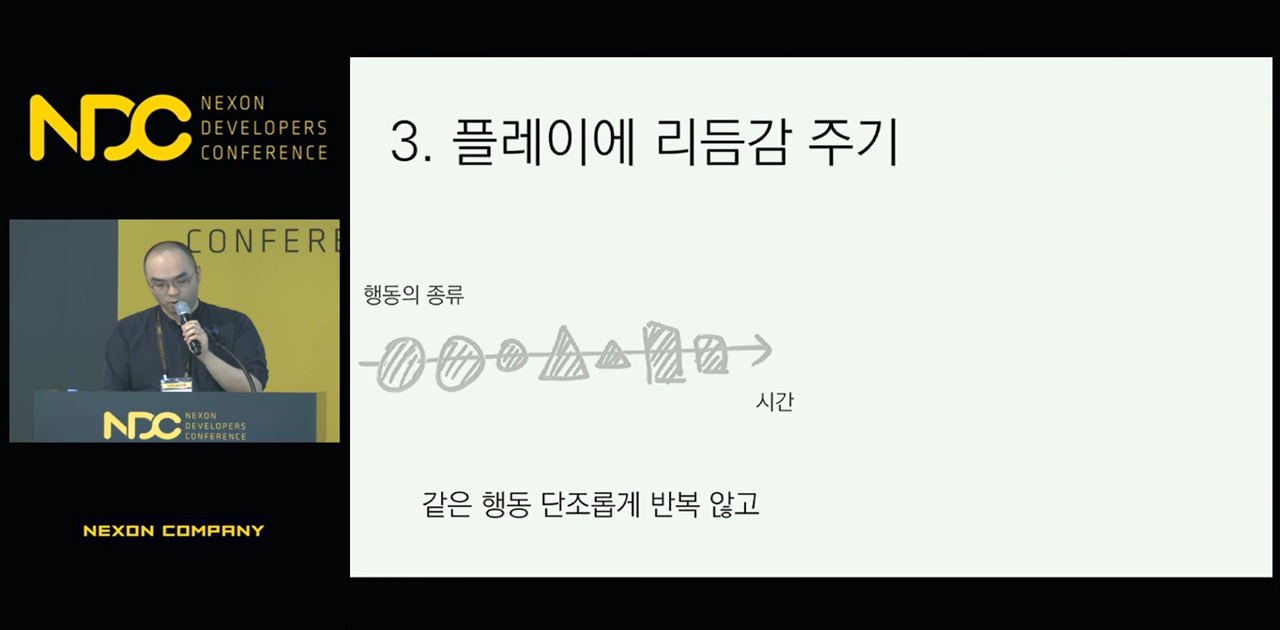 NDC NEXON
DEVELOPERS
CONFERENCE
3. 플레이에 리듬감 주기
CONFERE
행동의 종류
시간
NDC NEXON
DEVELOPERS
CONFERENCE
같은 행동 단조롭게 반복 않고
NEXON COMPANY